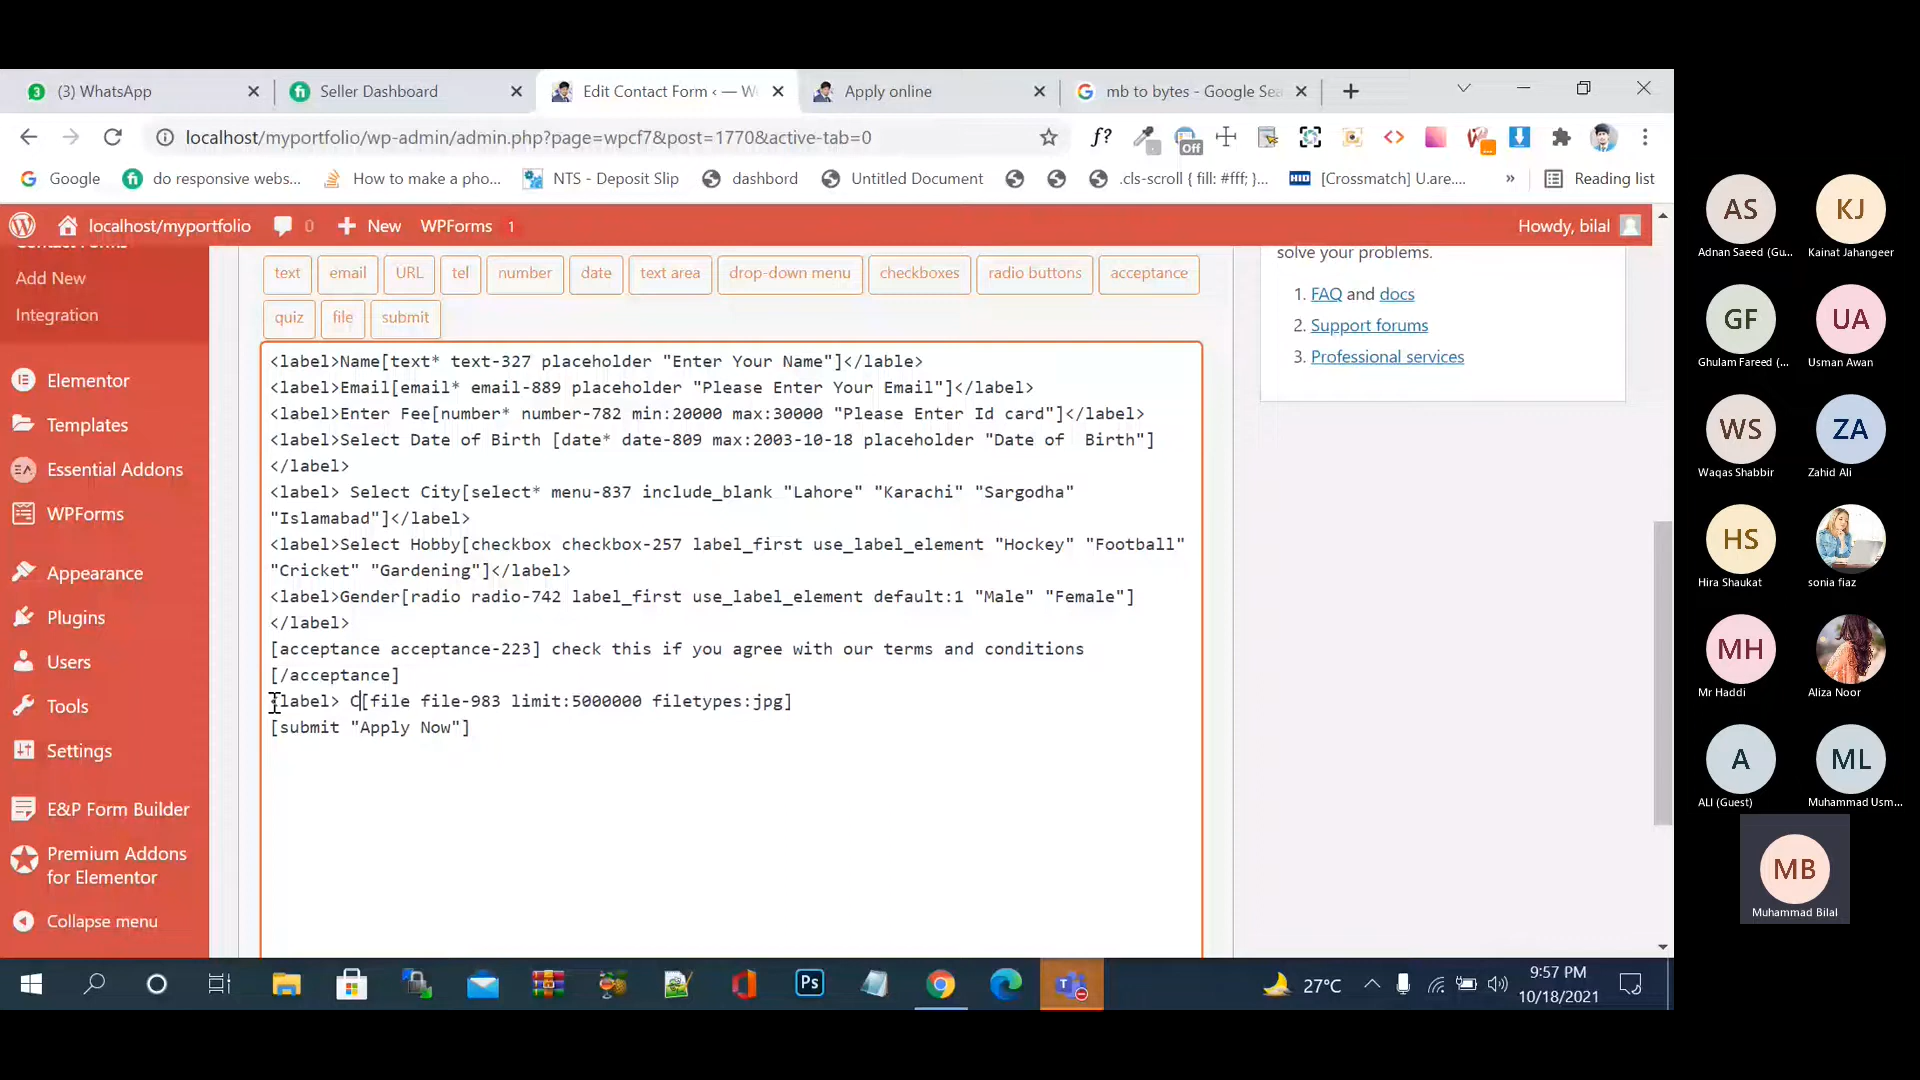 (3) WhatsApp
Seller Dashboard
Edit Contact Form ‹ — W
Apply online
mb to bytes - Google Sea
localhost/myportfolio/wp-admin/admin.php?page=wpcf7&post=1770&active-tab=0
f?
Off
Google
do responsive webs...
How to make a pho...
NTS - Deposit Slip
dashbord
Untitled Document
.cls-scroll { fill: #fff; }...
HID
[Crossmatch] U.are....
»
Reading list
localhost/myportfolio
0
New
WPForms
1
Howdy, bilal
Contact Forms
Add New
Integration
Elementor
Templates
Essential Addons
WPForms
Appearance
Plugins
Users
Tools
Settings
E&P Form Builder
Premium Addons
for Elementor
Collapse menu
text
email
URL
tel
number
date
text area
drop-down menu
checkboxes
radio buttons
acceptance
quiz
file
submit
<label>Name[text* text-327 placeholder "Enter Your Name"]</lable>
<label>Email[email* email-889 placeholder "Please Enter Your Email"]</label>
<label>Enter Fee[number* number-782 min:20000 max:30000 "Please Enter Id card"]</label>
<label>Select Date of Birth [date* date-809 max:2003-10-18 placeholder "Date of  Birth"]
</label>
<label> Select City[select* menu-837 include_blank "Lahore" "Karachi" "Sargodha"
"Islamabad"]</label>
<label>Select Hobby[checkbox checkbox-257 label_first use_label_element "Hockey" "Football"
"Cricket" "Gardening"]</label>
<label>Gender[radio radio-742 label_first use_label_element default:1 "Male" "Female"]
</label>
[acceptance acceptance-223] check this if you agree with our terms and conditions
[/acceptance]
<label> C[file file-983 limit:5000000 filetypes:jpg]
[submit "Apply Now"]
solve your problems.
1. FAQ and docs
2. Support forums
3. Professional services
AS
Adnan Saeed (Gu...
KJ
Kainat Jahangeer
GF
Ghulam Fareed (...
UA
Usman Awan
WS
Waqas Shabbir
ZA
Zahid Ali
HS
Hira Shaukat
sonia fiaz
MH
Mr Haddi
Aliza Noor
A
ALI (Guest)
ML
Muhammad Usm...
MB
Muhammad Bilal
Ps
27°C
9:57 PM
10/18/2021